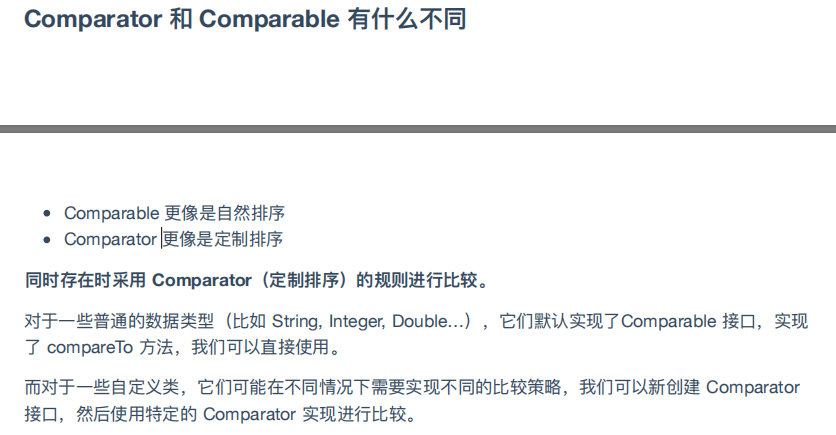 Comparator 和 Comparable 有什么不同
Comparable 更像是自然排序
Comparator 更像是定制排序
同时存在时采用 Comparator（定制排序）的规则进行比较。
对于一些普通的数据类型（比如 String, Integer, Double…），它们默认实现了Comparable 接口，实现
了 compareTo 方法，我们可以直接使用。
而对于一些自定义类，它们可能在不同情况下需要实现不同的比较策略，我们可以新创建 Comparator
接口，然后使用特定的 Comparator 实现进行比较。